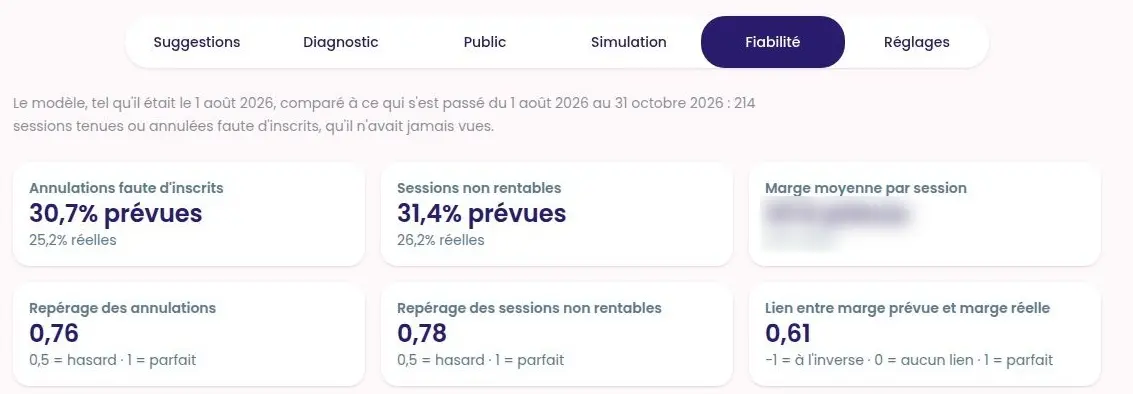 Suggestions Diagnostic Public Simulation Fiabilité Réglages
Le modèle, tel qu'il était le 1 août 2026, comparé à ce qui s'est passé du 1 août 2026 au 31 octobre 2026 : 214
sessions tenues ou annulées faute d'inscrits, qu'il n'avait jamais vues.
Annulations faute d'inscrits
30,7% prévues
25,2% réelles
Sessions non rentables
31,4% prévues
26,2% réelles
Marge moyenne par session
Repérage des annulations
0,76
0,5 = hasard · 1 = parfait
Repérage des sessions non rentables
0,78
0,5 = hasard · 1 = parfait
Lien entre marge prévue et marge réelle
0,61
-1 = à l'inverse · 0 = aucun lien · 1 = parfait